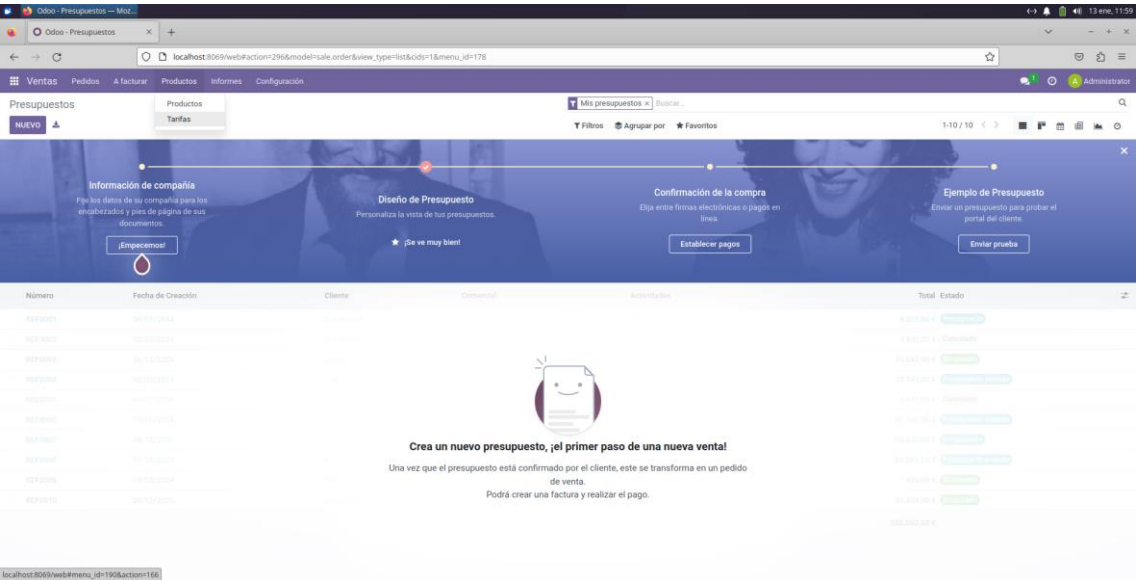 Odoo - Presupuestos — Moz...
13 ene, 11:59
Odoo - Presupuestos × +
localhost:8069/web#action=296&model=sale.order&view_type=list&cids=1&menu_id=178
Ventas Pedidos A facturar Productos Informes Configuración 1 A Administrator
Presupuestos Productos Mis presupuestos × Buscar...
NUEVO Tarifas Filtros Agrupar por Favoritos 1-10 / 10
Información de compañía
Fije los datos de su compañía para los
encabezados y pies de página de sus
documentos.
¡Empecemos!
Diseño de Presupuesto
Personaliza la vista de tus presupuestos.
¡Se ve muy bien!
Confirmación de la compra
Elija entre firmas electrónicas o pagos en
línea.
Establecer pagos
Ejemplo de Presupuesto
Enviar un presupuesto para probar el
portal del cliente.
Enviar prueba
Número Fecha de Creación Cliente Comercial Actividades Total Estado
Crea un nuevo presupuesto, ¡el primer paso de una nueva venta!
Una vez que el presupuesto está confirmado por el cliente, este se transforma en un pedido
de venta.
Podrá crear una factura y realizar el pago.
localhost:8069/web#menu_id=190&action=166